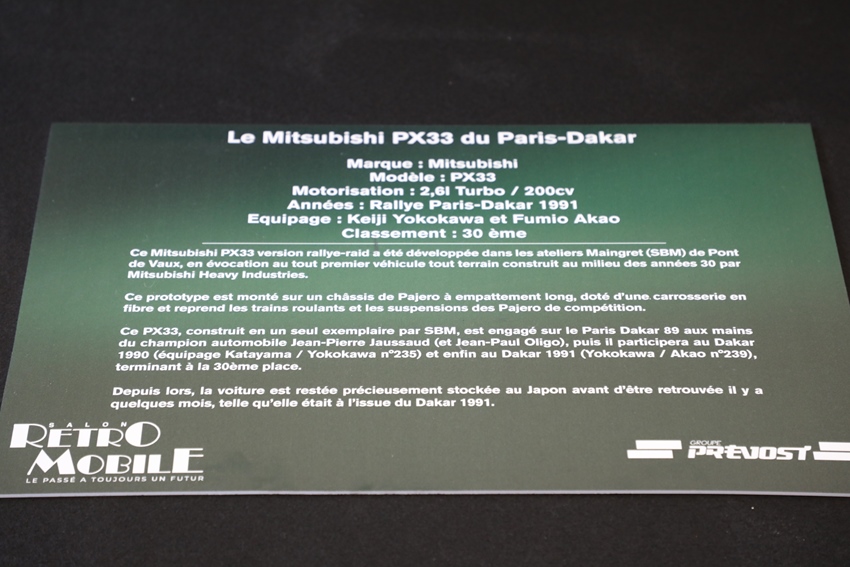 Le Mitsubishi PX33 du Paris-Dakar
Marque : Mitsubishi
Modèle : PX33
Motorisation : 2,6l Turbo / 200cv
Années : Rallye Paris-Dakar 1991
Equipage : Keiji Yokokawa et Fumio Akao
Classement : 30 ème
Ce Mitsubishi PX33 version rallye-raid a été développée dans les ateliers Maingret (SBM) de Pont
de Vaux, en évocation au tout premier véhicule tout terrain construit au milieu des années 30 par
Mitsubishi Heavy Industries.
Ce prototype est monté sur un châssis de Pajero à empattement long, doté d'une carrosserie en
fibre et reprend les trains roulants et les suspensions des Pajero de compétition.
Ce PX33, construit en un seul exemplaire par SBM, est engagé sur le Paris Dakar 89 aux mains
du champion automobile Jean-Pierre Jaussaud (et Jean-Paul Oligo), puis il participera au Dakar
1990 (équipage Katayama / Yokokawa n°235) et enfin au Dakar 1991 (Yokokawa / Akao n°239),
terminant à la 30ème place.
Depuis lors, la voiture est restée précieusement stockée au Japon avant d'être retrouvée il y a
quelques mois, telle qu'elle était à l'issue du Dakar 1991.
SALON
RETRO
MOBILE
LE PASSÉ A TOUJOURS UN FUTUR
GROUPE
PREVOST